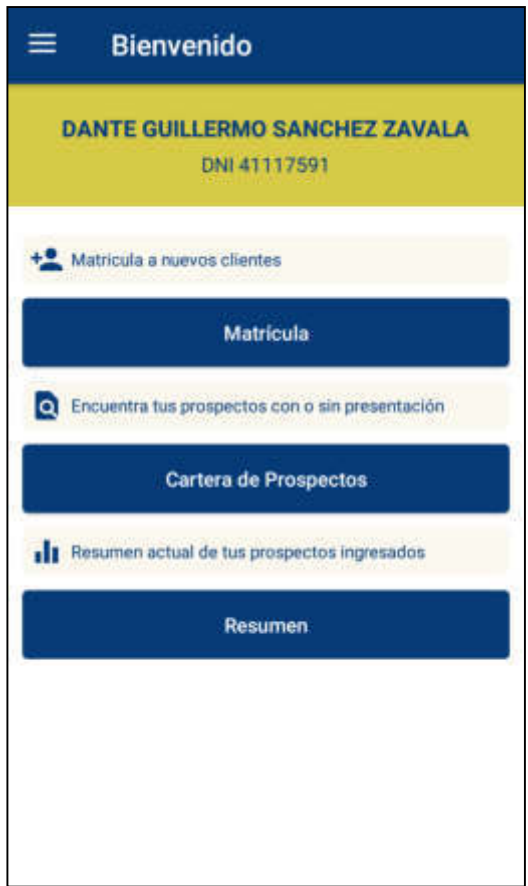 Bienvenido
DANTE GUILLERMO SANCHEZ ZAVALA
DNI 41117591
Matricula a nuevos clientes
Matrícula
Encuentra tus prospectos con o sin presentación
Cartera de Prospectos
Resumen actual de tus prospectos ingresados
Resumen